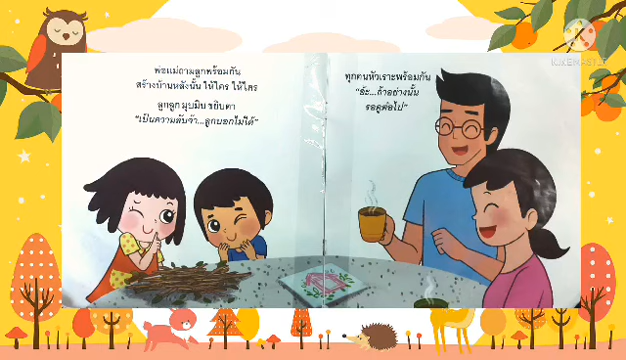 พ่อแม่ถามลูกพร้อมกัน
สร้างบ้านหลังนั้น ให้ใคร ให้ใคร
ลูกลูก มุบมิบ ขยิบตา
"เป็นความลับจ้า...ลูกบอกไม่ได้"
ทุกคนหัวเราะพร้อมกัน
"อ๊ะ...ถ้าอย่างนั้น
รอดูต่อไป"
KINEMASTER